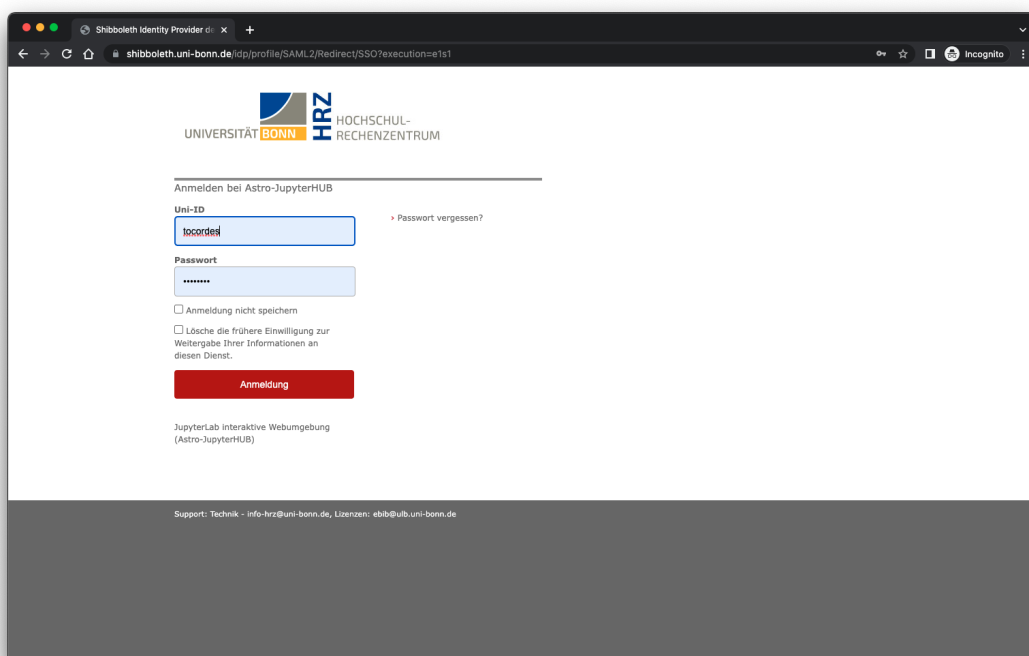 Shibboleth Identity Provider de
shibboleth.uni-bonn.de/idp/profile/SAML2/Redirect/SSO?execution=e1s1
Incognito
UNIVERSITÄT BONN
HRZ
HOCHSCHUL-
RECHENZENTRUM
Anmelden bei Astro-JupyterHUB
Uni-ID
› Passwort vergessen?
tocordes
Passwort
••••••••
Anmeldung nicht speichern
Lösche die frühere Einwilligung zur
Weitergabe Ihrer Informationen an
diesen Dienst.
Anmeldung
JupyterLab interaktive Webumgebung
(Astro-JupyterHUB)
Support: Technik - info-hrz@uni-bonn.de, Lizenzen: ebib@ulb.uni-bonn.de